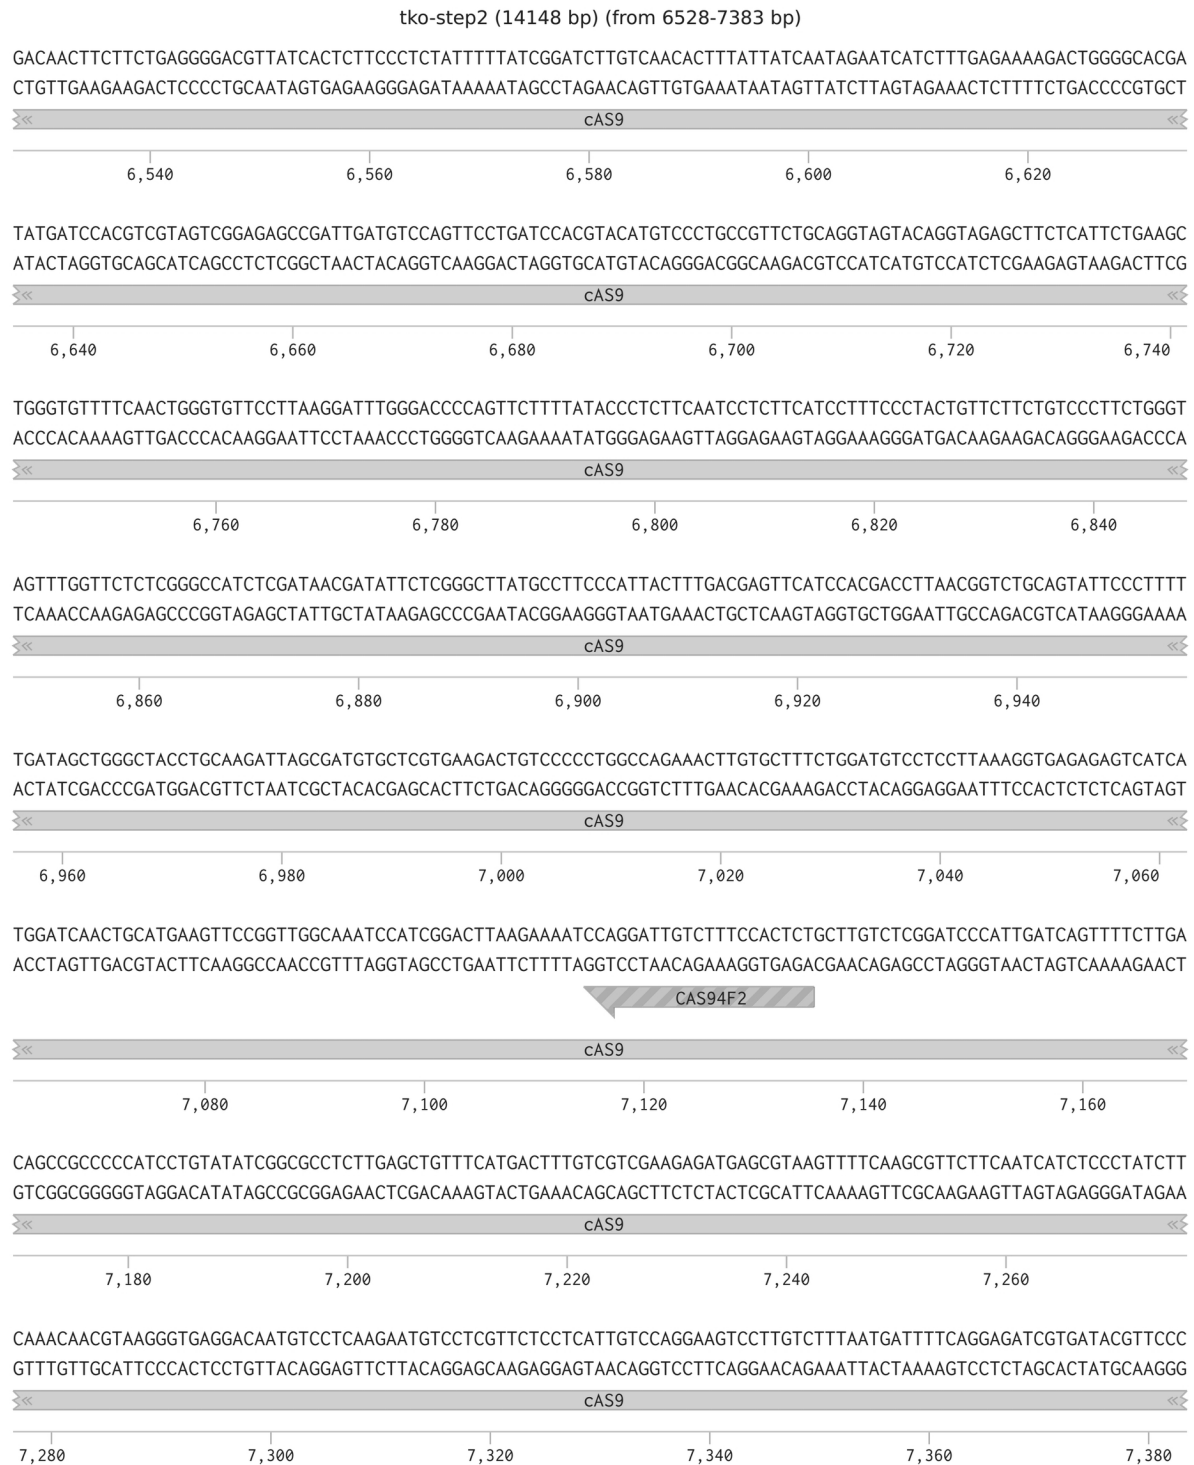 tko-step2 (14148 bp) (from 6528-7383 bp)
GACAACTTCTTCTGAGGGGACGTTATCACTCTTCCCTCTATTTTTATCGGATCTTGTCAACACTTTATTATCAATAGAATCATCTTTGAGAAAAGACTGGGGCACGA
CTGTTGAAGAAGACTCCCCTGCAATAGTGAGAAGGGAGATAAAAATAGCCTAGAACAGTTGTGAAATAATAGTTATCTTAGTAGAAACTCTTTTCTGACCCCGTGCT
cAS9
6,540 6,560 6,580 6,600 6,620
TATGATCCACGTCGTAGTCGGAGAGCCGATTGATGTCCAGTTCCTGATCCACGTACATGTCCCTGCCGTTCTGCAGGTAGTACAGGTAGAGCTTCTCATTCTGAAGC
ATACTAGGTGCAGCATCAGCCTCTCGGCTAACTACAGGTCAAGGACTAGGTGCATGTACAGGGACGGCAAGACGTCCATCATGTCCATCTCGAAGAGTAAGACTTCG
cAS9
6,640 6,660 6,680 6,700 6,720 6,740
TGGGTGTTTTCAACTGGGTGTTCCTTAAGGATTTGGGACCCCAGTTCTTTTATACCCTCTTCAATCCTCTTCATCCTTTCCCTACTGTTCTTCTGTCCCTTCTGGGT
ACCCACAAAAGTTGACCCACAAGGAATTCCTAAACCCTGGGGTCAAGAAAATATGGGAGAAGTTAGGAGAAGTAGGAAAGGGATGACAAGAAGACAGGGAAGACCCA
cAS9
6,760 6,780 6,800 6,820 6,840
AGTTTGGTTCTCTCGGGCCATCTCGATAACGATATTCTCGGGCTTATGCCTTCCCATTACTTTGACGAGTTCATCCACGACCTTAACGGTCTGCAGTATTCCCTTTT
TCAAACCAAGAGAGCCCGGTAGAGCTATTGCTATAAGAGCCCGAATACGGAAGGGTAATGAAACTGCTCAAGTAGGTGCTGGAATTGCCAGACGTCATAAGGGAAAA
cAS9
6,860 6,880 6,900 6,920 6,940
TGATAGCTGGGCTACCTGCAAGATTAGCGATGTGCTCGTGAAGACTGTCCCCCTGGCCAGAAACTTGTGCTTTCTGGATGTCCTCCTTAAAGGTGAGAGAGTCATCA
ACTATCGACCCGATGGACGTTCTAATCGCTACACGAGCACTTCTGACAGGGGGACCGGTCTTTGAACACGAAAGACCTACAGGAGGAATTTCCACTCTCTCAGTAGT
cAS9
6,960 6,980 7,000 7,020 7,040 7,060
TGGATCAACTGCATGAAGTTCCGGTTGGCAAATCCATCGGACTTAAGAAAATCCAGGATTGTCTTTCCACTCTGCTTGTCTCGGATCCCATTGATCAGTTTTCTTGA
ACCTAGTTGACGTACTTCAAGGCCAACCGTTTAGGTAGCCTGAATTCTTTTAGGTCCTAACAGAAAGGTGAGACGAACAGAGCCTAGGGTAACTAGTCAAAAGAACT
CAS94F2
cAS9
7,080 7,100 7,120 7,140 7,160
CAGCCGCCCCCATCCTGTATATCGGCGCCTCTTGAGCTGTTTCATGACTTTGTCGTCGAAGAGATGAGCGTAAGTTTTCAAGCGTTCTTCAATCATCTCCCTATCTT
GTCGGCGGGGGTAGGACATATAGCCGCGGAGAACTCGACAAAGTACTGAAACAGCAGCTTCTCTACTCGCATTCAAAAGTTCGCAAGAAGTTAGTAGAGGGATAGAA
cAS9
7,180 7,200 7,220 7,240 7,260
CAAACAACGTAAGGGTGAGGACAATGTCCTCAAGAATGTCCTCGTTCTCCTCATTGTCCAGGAAGTCCTTGTCTTTAATGATTTTCAGGAGATCGTGATACGTTCCC
GTTTGTTGCATTCCCACTCCTGTTACAGGAGTTCTTACAGGAGCAAGAGGAGTAACAGGTCCTTCAGGAACAGAAATTACTAAAAGTCCTCTAGCACTATGCAAGGG
cAS9
7,280 7,300 7,320 7,340 7,360 7,380